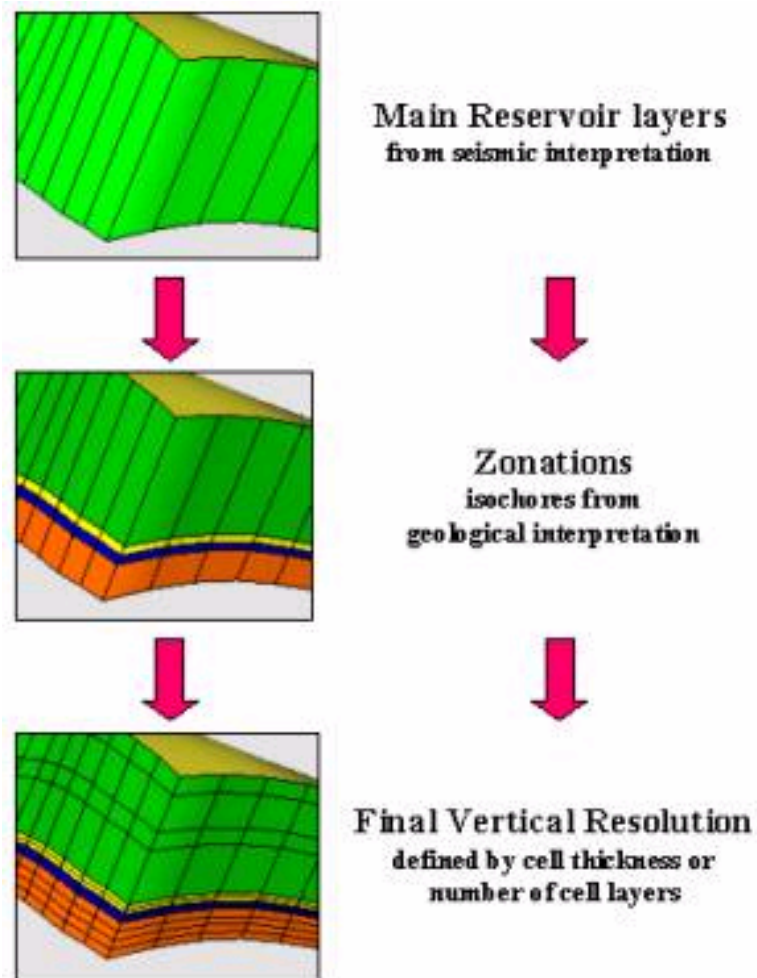 Main Reservoir layers
from seismic interpretation
Zonations
isochores from
geological interpretation
Final Vertical Resolution
defined by cell thickness or
number of cell layers